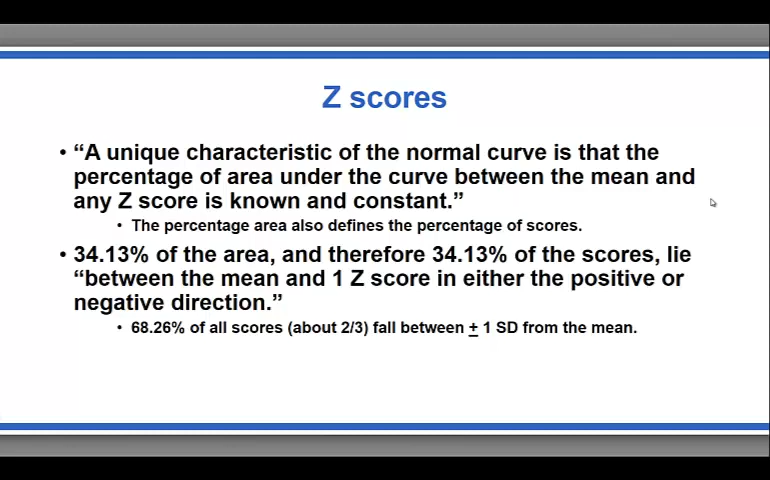 Z scores
• “A unique characteristic of the normal curve is that the
percentage of area under the curve between the mean and
any Z score is known and constant.”
• The percentage area also defines the percentage of scores.
• 34.13% of the area, and therefore 34.13% of the scores, lie
“between the mean and 1 Z score in either the positive or
negative direction.”
• 68.26% of all scores (about 2/3) fall between ± 1 SD from the mean.